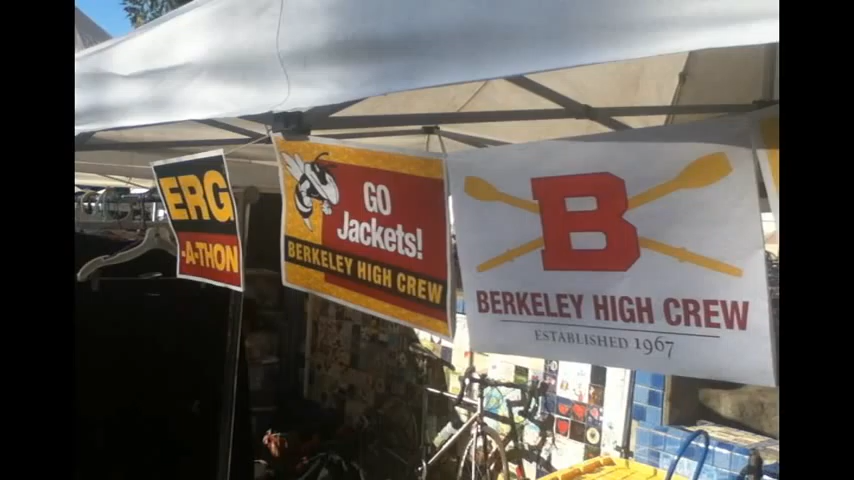 ERG
-A-THON
GO
Jackets!
BERKELEY HIGH CREW
B
BERKELEY HIGH CREW
ESTABLISHED 1967